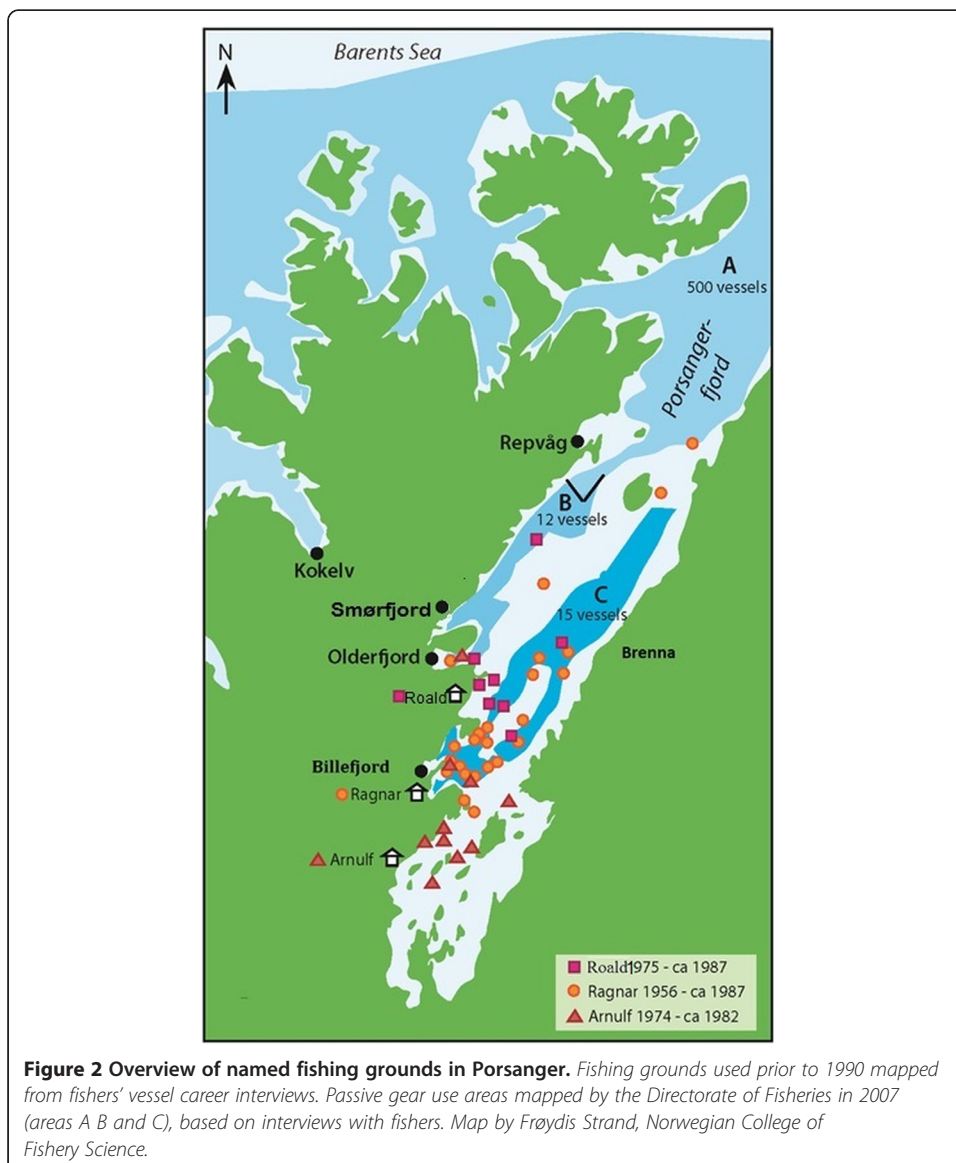 N
Barents Sea
A
500 vessels
Porsanger-
fjord
Repvåg
B
12 vessels
Kokelv
C
15 vessels
Smørfjord
Olderfjord
Brenna
Roald
Billefjord
Ragnar
Arnulf
Roald 1975 - ca 1987
Ragnar 1956 - ca 1987
Arnulf 1974 - ca 1982
Figure 2 Overview of named fishing grounds in Porsanger. Fishing grounds used prior to 1990 mapped
from fishers' vessel career interviews. Passive gear use areas mapped by the Directorate of Fisheries in 2007
(areas A B and C), based on interviews with fishers. Map by Frøydis Strand, Norwegian College of
Fishery Science.